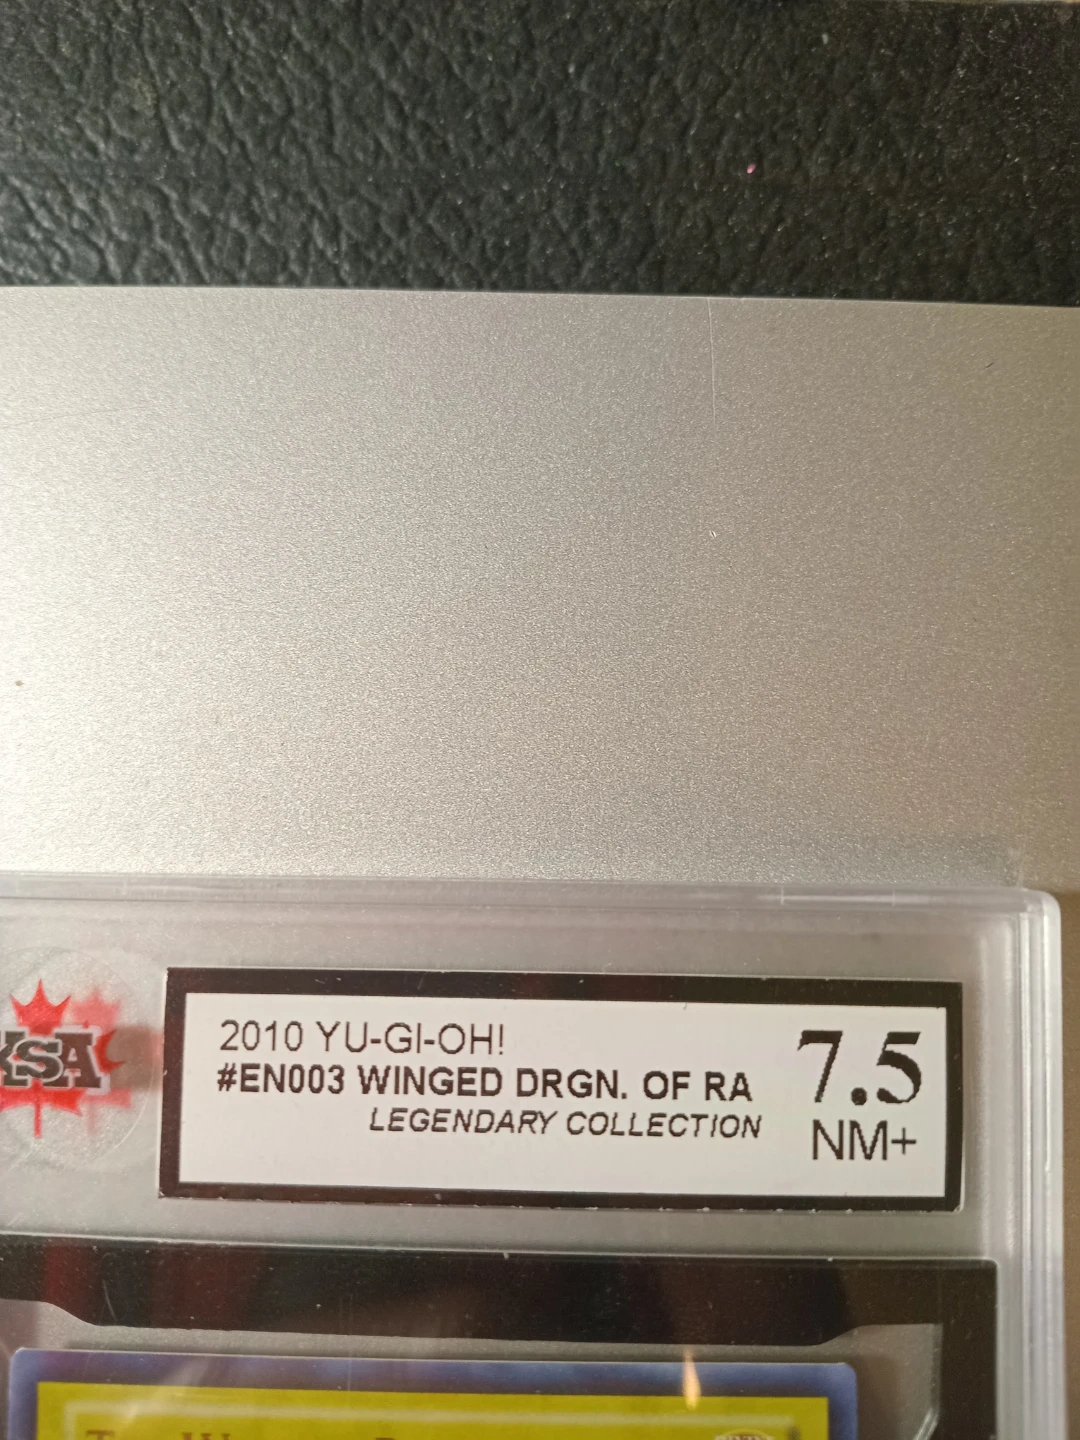 KSA
2010 YU-GI-OH!
#EN003 WINGED DRGN. OF RA
LEGENDARY COLLECTION
7.5
NM+